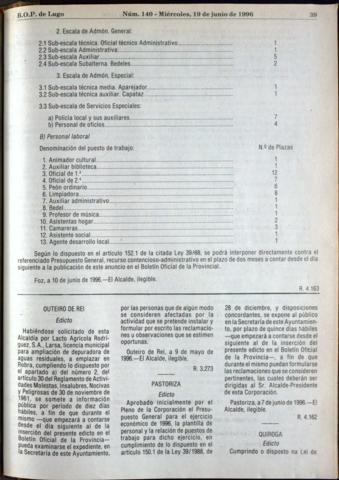 B.O.P. de Lugo
Núm. 140 - Miércoles, 19 de junio de 1996
39
2. Escala de Admón. General:
2.1 Sub-escala técnica. Oficial técnico Administrativo 1
2.2 Sub-escala Administrativa 1
2.3 Sub-escala Auxiliar 5
2.4 Sub-escala Subalterna. Bedeles 2
3. Escala de Admón. Especial:
3.1 Sub-escala técnica media. Aparejador 1
3.2 Sub-escala técnica auxiliar. Capataz 1
3.3 Sub-escala de Servicios Especiales:
a) Policía local y sus auxiliares 7
b) Personal de oficios 4
B) Personal laboral
Denominación del puesto de trabajo: N.º de Plazas
1. Animador cultural 1
2. Auxiliar biblioteca 1
3. Oficial de 1.ª 12
4. Oficial de 2.ª 7
5. Peón ordinario 6
6. Limpiadora 8
7. Auxiliar administrativo 1
8. Bedel 1
9. Profesor de música 1
10. Asistentas hogar 2
11. Camareras 3
12. Asistente social 1
13. Agente desarrollo local 1
Según lo dispuesto en el artículo 152.1 de la citada Ley 39/88, se podrá interponer directamente contra el
referenciado Presupuesto General, recurso contencioso-administrativo en el plazo de dos meses a contar desde el día
siguiente a la publicación de este anuncio en el Boletín Oficial de la Provincial.
Foz, a 10 de junio de 1996.—El Alcalde, ilegible.
R. 4.163
OUTEIRO DE REI
Edicto
Habiéndose solicitado de esta
Alcaldía por Lacto Agrícola Rodrí-
guez, S.A., Larsa, licencia municipal
para ampliación de depuradora de
aguas residuales, a emplazar en
Robra, cumpliendo lo dispuesto por
el apartado a) del número 2, del
artículo 30 del Reglamento de Activi-
dades Molestas, Insalubres, Nocivas
y Peligrosas de 30 de noviembre de
1961, se somete a información
pública por período de diez días
hábiles, a fin de que durante el
mismo —que empezará a contarse
desde el día siguiente al de la
inserción del presente edicto en el
Boletín Oficial de la Provincia—
pueda examinarse el expediente, en
la Secretaría de este Ayuntamiento,
por las personas que de algún modo
se consideren afectadas por la
actividad que se pretende instalar y
formular por escrito las reclamacio-
nes y observaciones que se estimen
oportunas.
Outeiro de Rei, a 9 de mayo de
1996.—El Alcalde, ilegible.
R. 3.273
PASTORIZA
Edicto
Aprobado inicialmente por el
Pleno de la Corporación el Presu-
puesto General para el ejercicio
económico de 1996, la plantilla de
personal y la relación de puestos de
trabajo para dicho ejercicio, en
cumplimiento de lo dispuesto en el
artículo 150.1 de la Ley 39/1988, de
28 de diciembre, y disposiciones
concordantes, se expone al público
en la Secretaría de este Ayuntamien-
to, por plazo de quince días hábiles
—que empezará a contarse desde el
siguiente al de la inserción del
presente edicto en el Boletín Oficial
de la Provincia—, a fin de que
durante el mismo puedan formularse
las reclamaciones que se consideren
pertinentes, las cuales deberán ser
dirigidas al Sr. Alcalde-Presidente
de esta Corporación.
Pastoriza, a 7 de junio de 1996.—El
Alcalde, ilegible.
R. 4.162
QUIROGA
Edicto
Cumprindo o disposto na Lei de